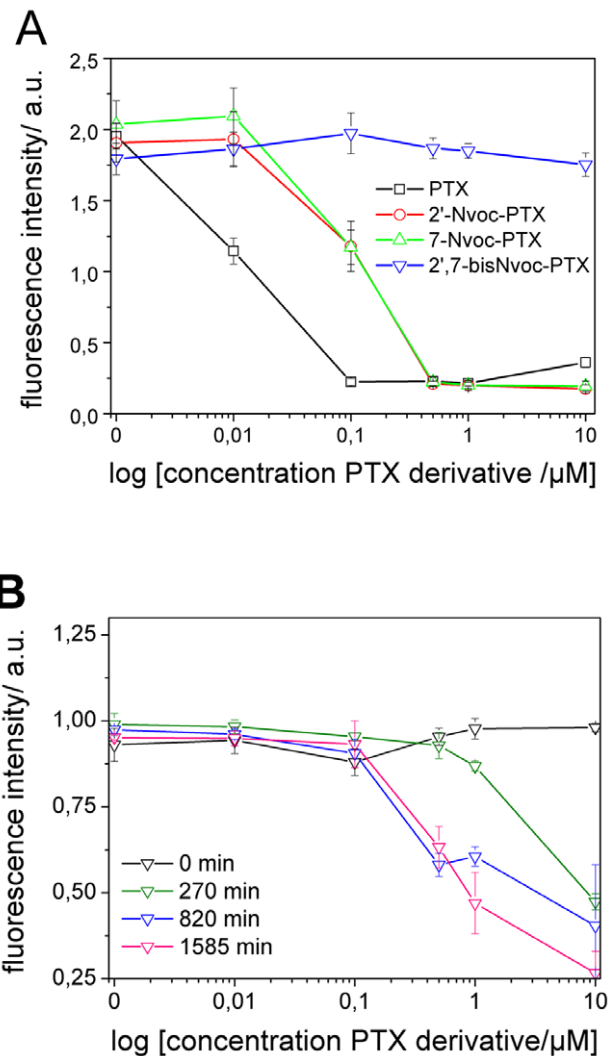 A
fluorescence intensity/ a.u.
2,5
2,0
1,5
1,0
0,5
0,0
PTX
2'-Nvoc-PTX
7-Nvoc-PTX
2',7-bisNvoc-PTX
0 0,01 0,1 1 10
log [concentration PTX derivative /µM]
B
fluorescence intensity/ a.u.
1,25
1,00
0,75
0,50
0,25
0 min
270 min
820 min
1585 min
0 0,01 0,1 1 10
log [concentration PTX derivative/µM]